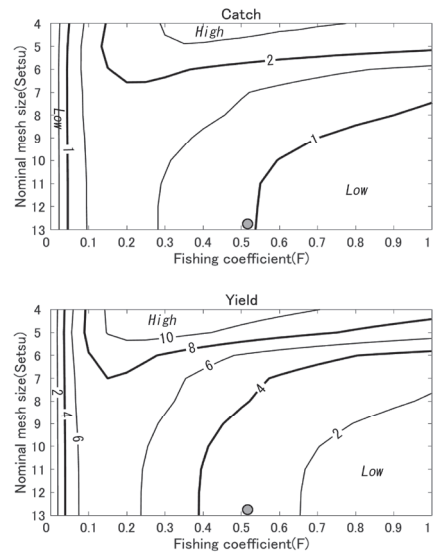 Catch
Nominal mesh size(Setsu)
4
5
6
7
8
9
10
11
12
13
High
2
Low
1
1
Low
0 0.1 0.2 0.3 0.4 0.5 0.6 0.7 0.8 0.9 1
Fishing coefficient(F)
Yield
Nominal mesh size(Setsu)
4
5
6
7
8
9
10
11
12
13
High
10
8
6
4
2
2
4
6
Low
0 0.1 0.2 0.3 0.4 0.5 0.6 0.7 0.8 0.9 1
Fishing coefficient(F)